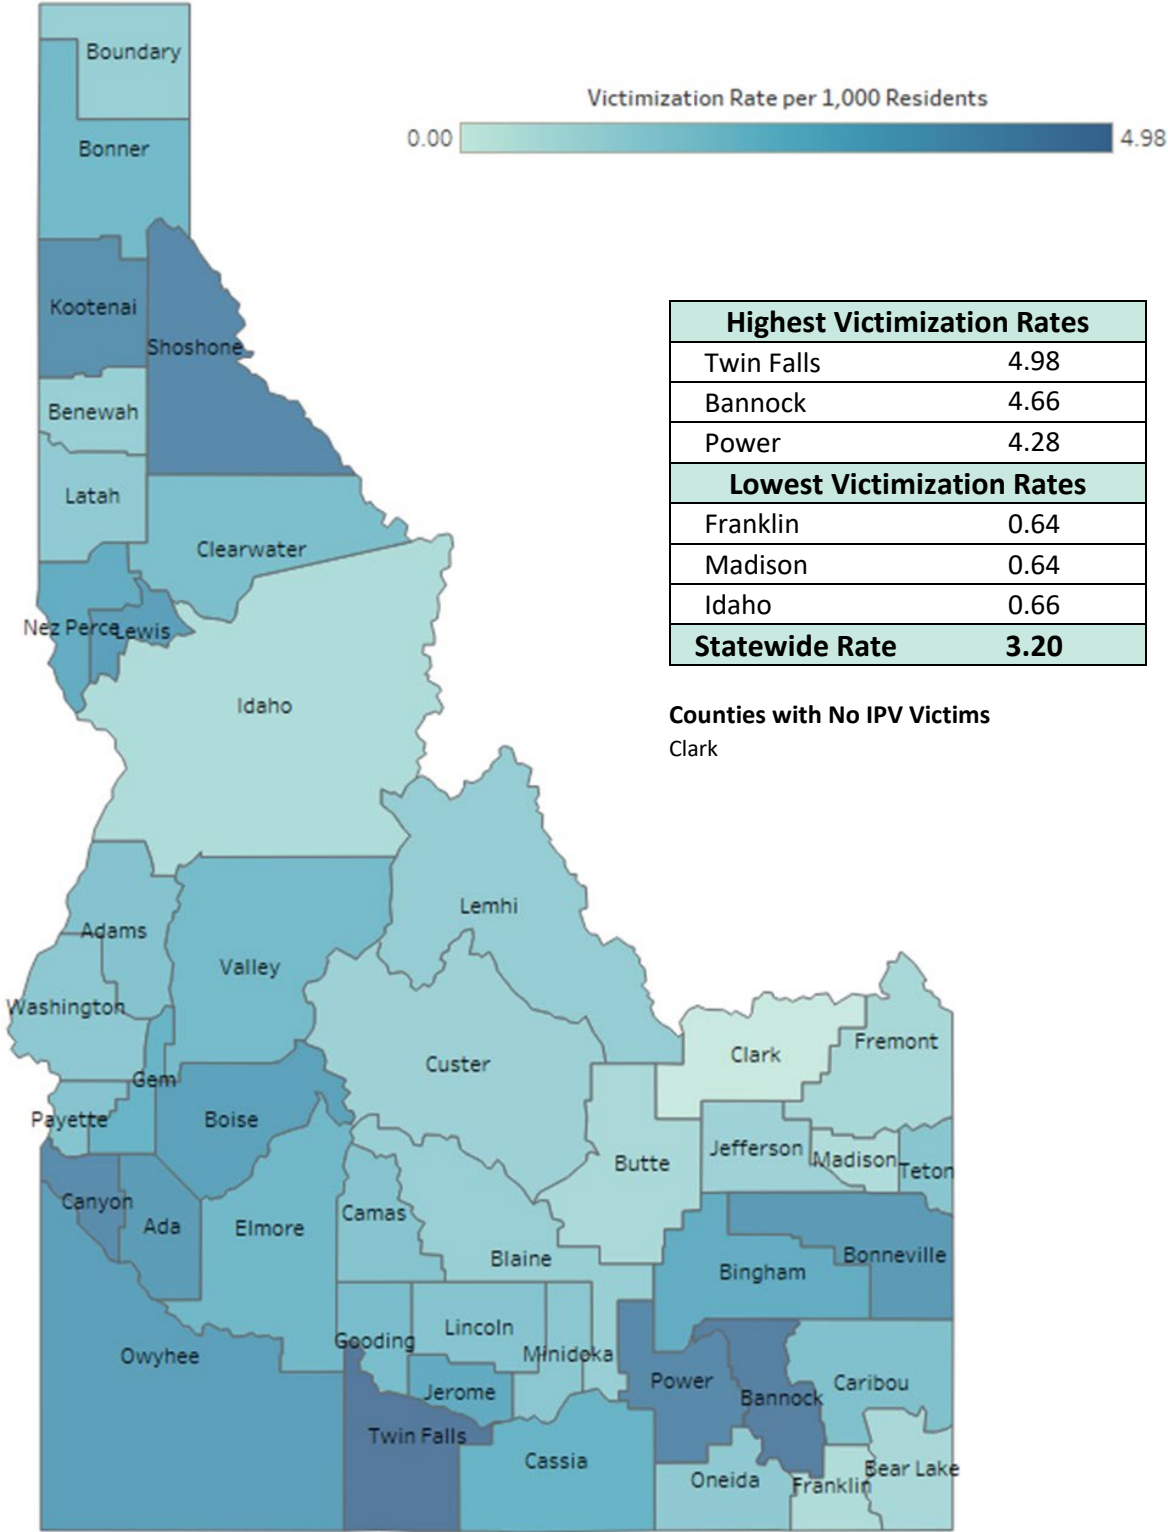 Boundary
Victimization Rate per 1,000 Residents
0.00 4.98
Bonner
Kootenai
Shoshone
Highest Victimization Rates
Twin Falls 4.98
Bannock 4.66
Power 4.28
Lowest Victimization Rates
Franklin 0.64
Madison 0.64
Idaho 0.66
Statewide Rate 3.20
Counties with No IPV Victims
Clark
Benewah
Latah
Clearwater
Nez Perce
Lewis
Idaho
Lemhi
Adams
Valley
Washington
Custer
Clark
Fremont
Gem
Payette
Boise
Butte
Jefferson
Madison
Teton
Canyon
Ada
Elmore
Camas
Blaine
Bingham
Bonneville
Owyhee
Gooding
Lincoln
Minidoka
Jerome
Power
Bannock
Caribou
Twin Falls
Cassia
Oneida
Franklin
Bear Lake